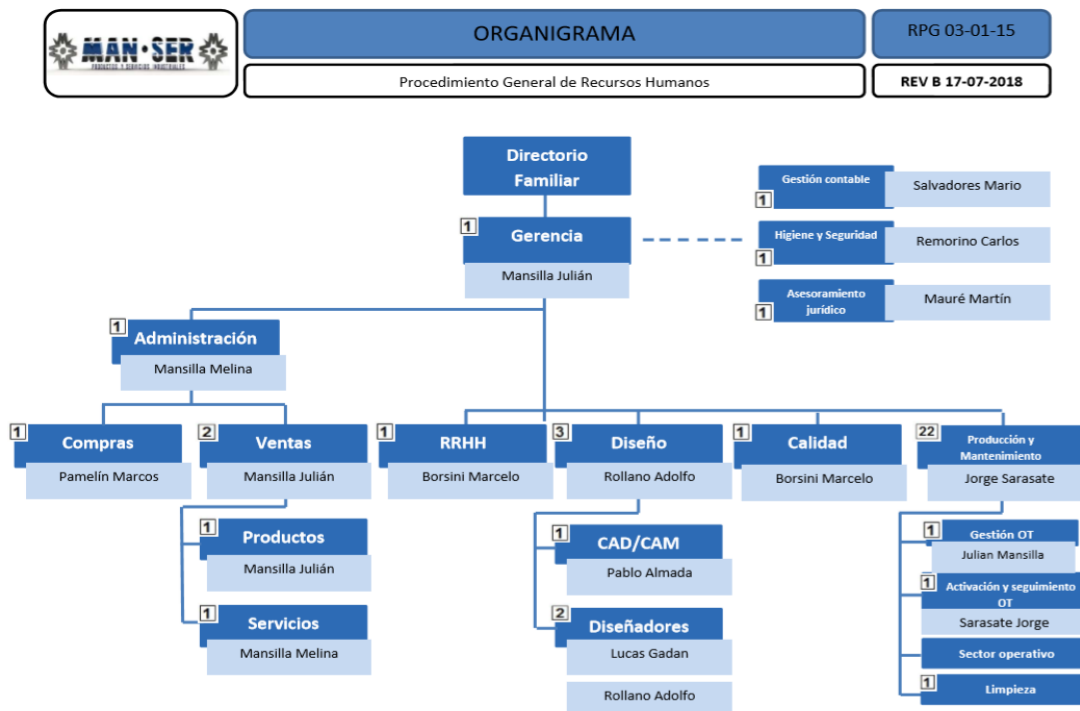 MAN·SER
PRODUCTOS Y SERVICIOS INDUSTRIALES
ORGANIGRAMA
RPG 03-01-15
Procedimiento General de Recursos Humanos
REV B 17-07-2018
Directorio
Familiar
1
Gerencia
Mansilla Julián
Gestión contable
1
Salvadores Mario
Higiene y Seguridad
1
Remorino Carlos
Asesoramiento
jurídico
1
Mauré Martín
1
Administración
Mansilla Melina
1
Compras
Pamelín Marcos
2
Ventas
Mansilla Julián
1
RRHH
Borsini Marcelo
3
Diseño
Rollano Adolfo
1
Calidad
Borsini Marcelo
22
Producción y
Mantenimiento
Jorge Sarasate
1
Productos
Mansilla Julián
1
Servicios
Mansilla Melina
1
CAD/CAM
Pablo Almada
2
Diseñadores
Lucas Gadan
Rollano Adolfo
1
Gestión OT
Julian Mansilla
1
Activación y seguimiento
OT
Sarasate Jorge
Sector operativo
1
Limpieza